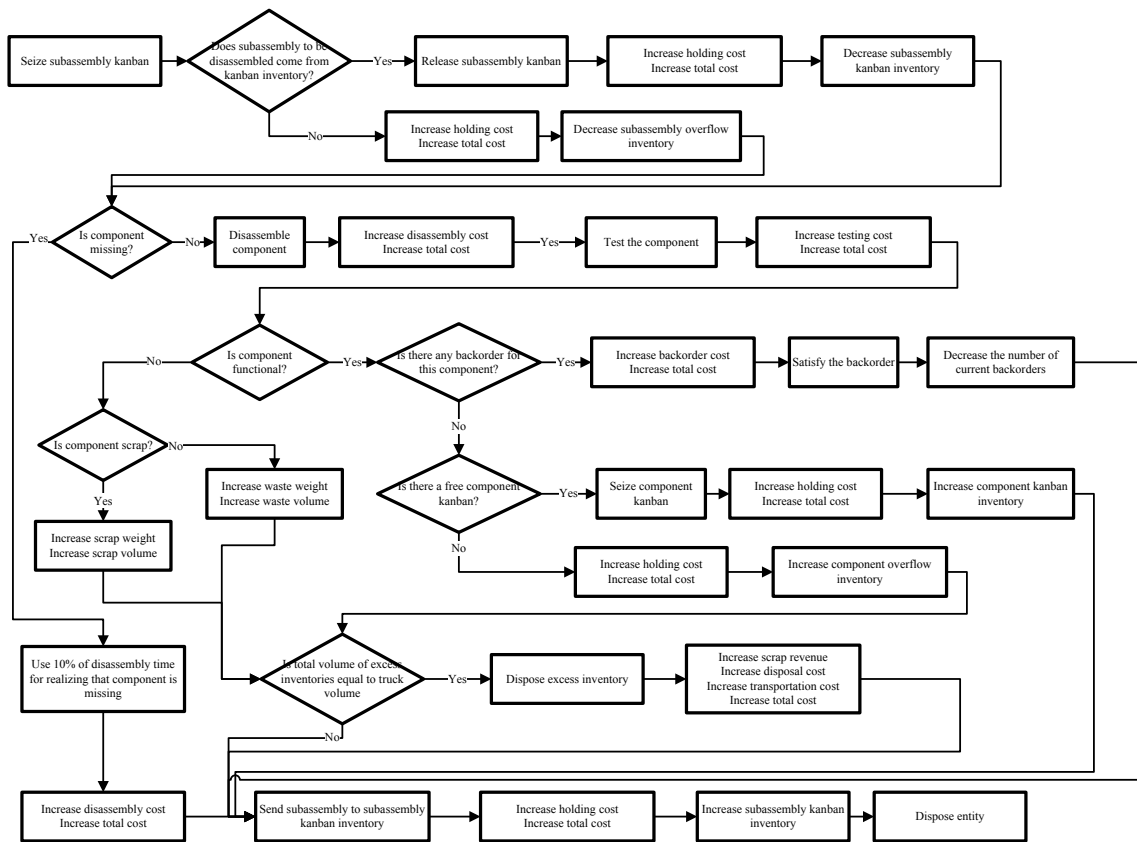 Seize subassembly kanban
Does subassembly to be
disassembled come from
kanban inventory?
Yes
Release subassembly kanban
Increase holding cost
Increase total cost
Decrease subassembly
kanban inventory
No
Increase holding cost
Increase total cost
Decrease subassembly overflow
inventory
Yes
Is component
missing?
No
Disassemble
component
Increase disassembly cost
Increase total cost
Yes
Test the component
Increase testing cost
Increase total cost
No
Is component
functional?
Yes
Is there any backorder for
this component?
Yes
Increase backorder cost
Increase total cost
Satisfy the backorder
Decrease the number of
current backorders
No
Is component scrap?
No
Yes
Increase waste weight
Increase waste volume
Is there a free component
kanban?
Yes
Seize component
kanban
Increase holding cost
Increase total cost
Increase component kanban
inventory
Increase scrap weight
Increase scrap volume
No
Increase holding cost
Increase total cost
Increase component overflow
inventory
Use 10% of disassembly time
for realizing that component is
missing
Is total volume of excess
inventories equal to truck
volume
Yes
Dispose excess inventory
Increase scrap revenue
Increase disposal cost
Increase transportation cost
Increase total cost
No
Increase disassembly cost
Increase total cost
Send subassembly to subassembly
kanban inventory
Increase holding cost
Increase total cost
Increase subassembly kanban
inventory
Dispose entity